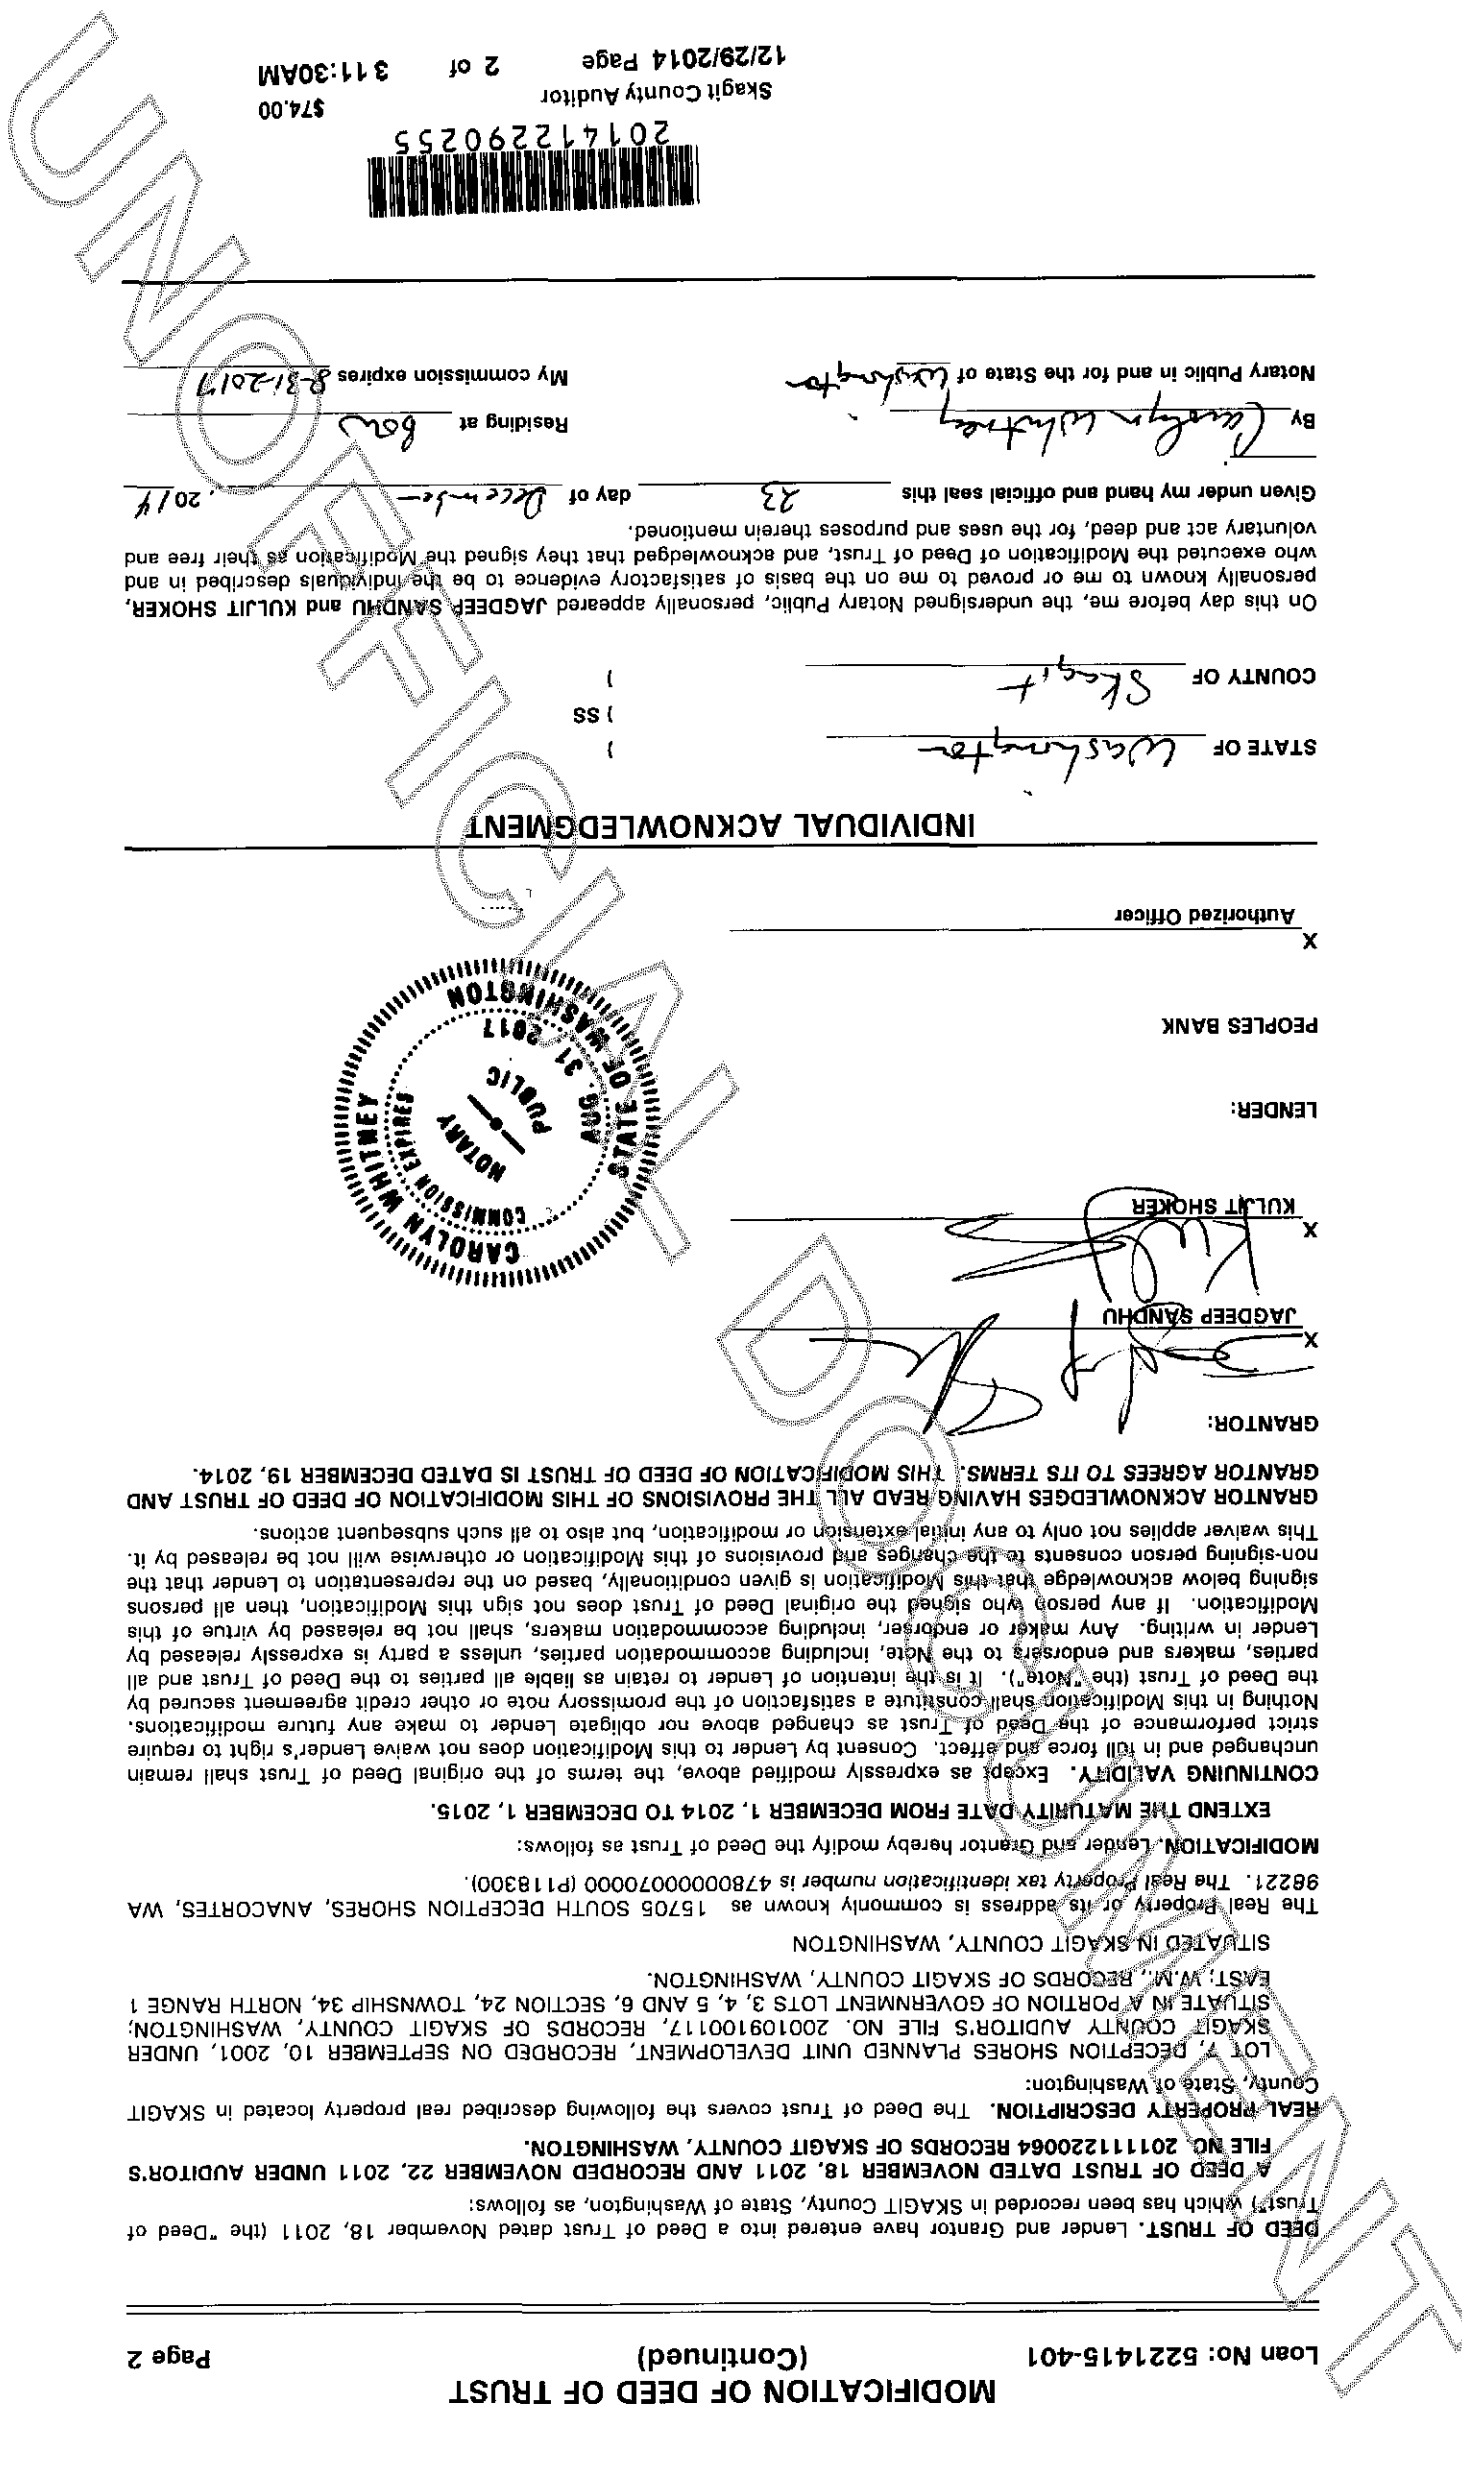 MODIFICATION OF DEED OF TRUST
Loan No: 5221415-401 (Continued) Page 2
DEED OF TRUST. Lender and Grantor have entered into a Deed of Trust dated November 18, 2011 (the "Deed of
Trust") which has been recorded in SKAGIT County, State of Washington, as follows:
A DEED OF TRUST DATED NOVEMBER 18, 2011 AND RECORDED NOVEMBER 22, 2011 UNDER AUDITOR'S
FILE NO. 201111220064 RECORDS OF SKAGIT COUNTY, WASHINGTON.
REAL PROPERTY DESCRIPTION. The Deed of Trust covers the following described real property located in SKAGIT
County, State of Washington:
LOT 7, DECEPTION SHORES PLANNED UNIT DEVELOPMENT, RECORDED ON SEPTEMBER 10, 2001, UNDER
SKAGIT COUNTY AUDITOR'S FILE NO. 200109100117, RECORDS OF SKAGIT COUNTY, WASHINGTON;
SITUATE IN A PORTION OF GOVERNMENT LOTS 3, 4, 5 AND 6, SECTION 24, TOWNSHIP 34, NORTH RANGE 1
EAST; W.M., RECORDS OF SKAGIT COUNTY, WASHINGTON.
SITUATED IN SKAGIT COUNTY, WASHINGTON
The Real Property or its address is commonly known as 15705 SOUTH DECEPTION SHORES, ANACORTES, WA
98221. The Real Property tax identification number is 47800000070000 (P118300).
MODIFICATION. Lender and Grantor hereby modify the Deed of Trust as follows:
EXTEND THE MATURITY DATE FROM DECEMBER 1, 2014 TO DECEMBER 1, 2015.
CONTINUING VALIDITY. Except as expressly modified above, the terms of the original Deed of Trust shall remain
unchanged and in full force and effect. Consent by Lender to this Modification does not waive Lender's right to require
strict performance of the Deed of Trust as changed above nor obligate Lender to make any future modifications.
Nothing in this Modification shall constitute a satisfaction of the promissory note or other credit agreement secured by
the Deed of Trust (the "Note"). It is the intention of Lender to retain as liable all parties to the Deed of Trust and all
parties, makers and endorsers to the Note, including accommodation parties, unless a party is expressly released by
Lender in writing. Any maker or endorser, including accommodation makers, shall not be released by virtue of this
Modification. If any person who signed the original Deed of Trust does not sign this Modification, then all persons
signing below acknowledge that this Modification is given conditionally, based on the representation to Lender that the
non-signing person consents to the changes and provisions of this Modification or otherwise will not be released by it.
This waiver applies not only to any initial extension or modification, but also to all such subsequent actions.
GRANTOR ACKNOWLEDGES HAVING READ ALL THE PROVISIONS OF THIS MODIFICATION OF DEED OF TRUST AND
GRANTOR AGREES TO ITS TERMS. THIS MODIFICATION OF DEED OF TRUST IS DATED DECEMBER 19, 2014.
GRANTOR:
X
JAGDEEP SANDHU
X
KULJIT SHOKER
LENDER:
PEOPLES BANK
X
Authorized Officer
CAROLYN WHITNEY
COMMISSION EXPIRES
NOTARY
PUBLIC
AUG. 31, 2017
STATE OF WASHINGTON
INDIVIDUAL ACKNOWLEDGMENT
STATE OF Washington )
) SS
COUNTY OF Skagit )
On this day before me, the undersigned Notary Public, personally appeared JAGDEEP SANDHU and KULJIT SHOKER,
personally known to me or proved to me on the basis of satisfactory evidence to be the individuals described in and
who executed the Modification of Deed of Trust, and acknowledged that they signed the Modification as their free and
voluntary act and deed, for the uses and purposes therein mentioned.
Given under my hand and official seal this 23 day of December, 2014
By Carolyn Whitney Residing at Bow
Notary Public in and for the State of Washington My commission expires 8-31-2017
201412290255
Skagit County Auditor $74.00
12/29/2014 Page 2 of 3 11:30AM
UNOFFICIAL DOCUMENT